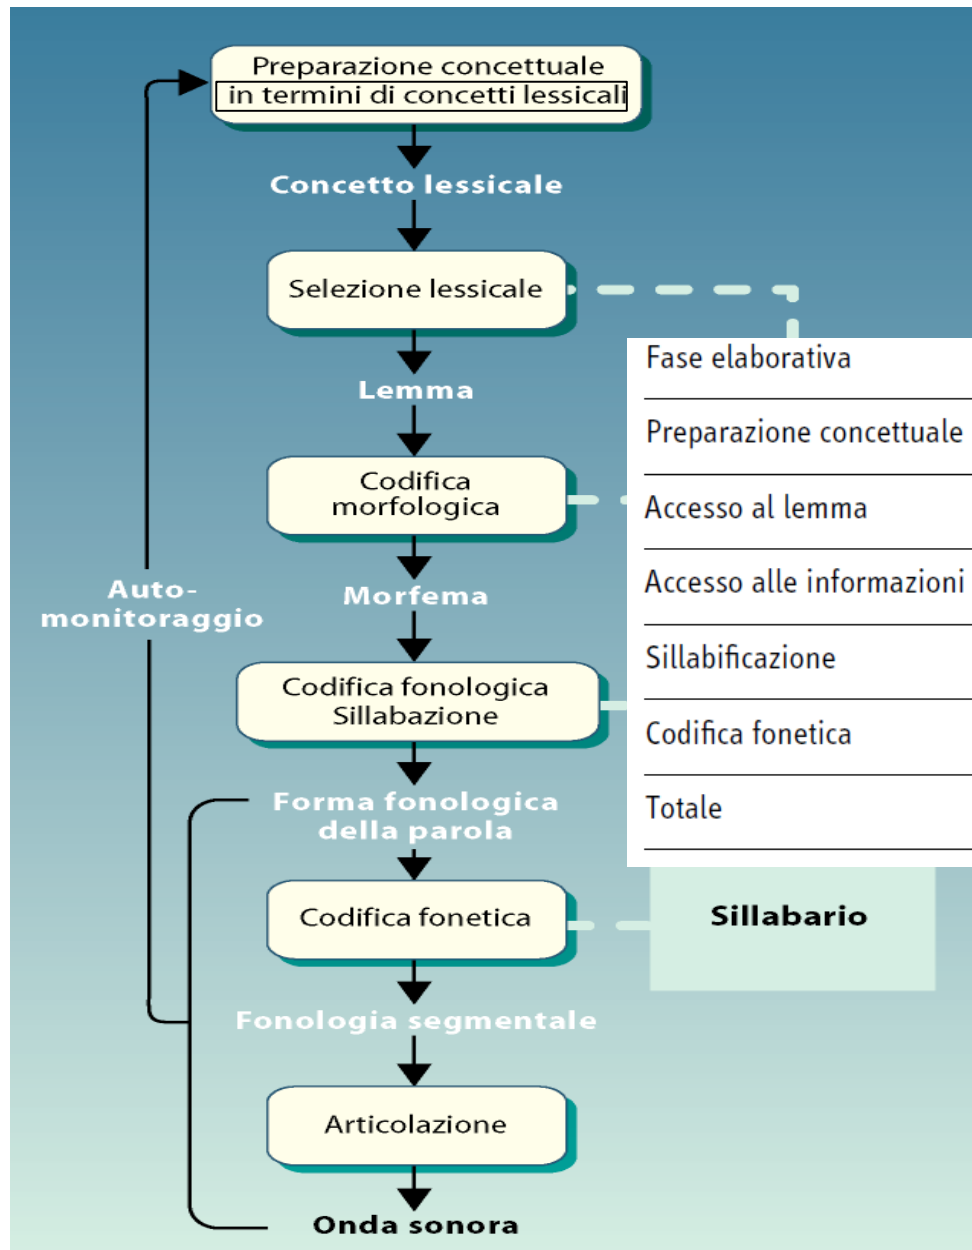 Preparazione concettuale
in termini di concetti lessicali
Concetto lessicale
Selezione lessicale
Lemma
Codifica
morfologica
Morfema
Auto-
monitoraggio
Codifica fonologica
Sillabazione
Forma fonologica
della parola
Codifica fonetica
Fonologia segmentale
Articolazione
Onda sonora
Fase elaborativa
Preparazione concettuale
Accesso al lemma
Accesso alle informazioni
Sillabificazione
Codifica fonetica
Totale
Sillabario